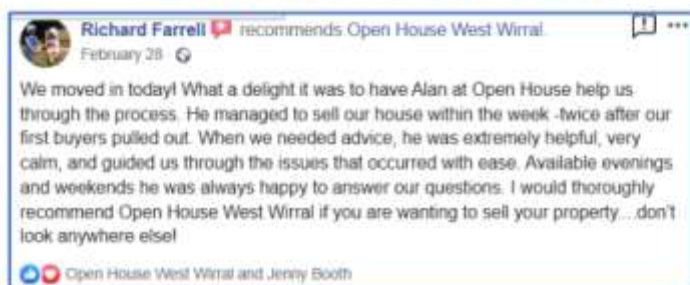 Richard Farrell recommends Open House West Wirral.
February 28
We moved in today! What a delight it was to have Alan at Open House help us
through the process. He managed to sell our house within the week -twice after our
first buyers pulled out. When we needed advice, he was extremely helpful, very
calm, and guided us through the issues that occurred with ease. Available evenings
and weekends he was always happy to answer our questions. I would thoroughly
recommend Open House West Wirral if you are wanting to sell your property....don't
look anywhere else!
Open House West Wirral and Jenny Booth